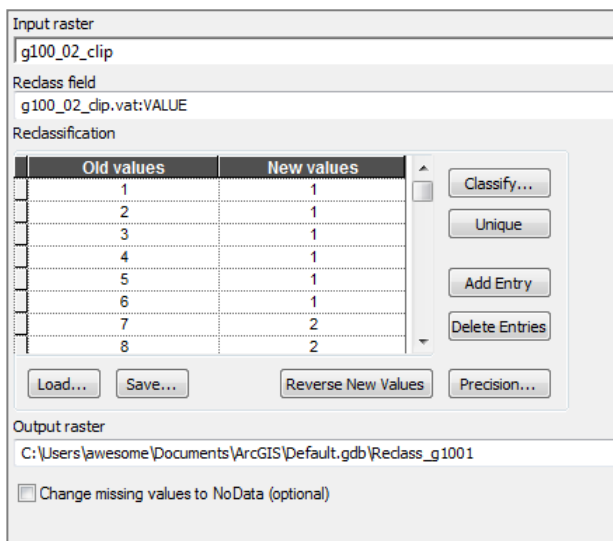 Input raster
g100_02_clip
Reclass field
g100_02_clip.vat:VALUE
Reclassification
Old values New values
1 1
2 1
3 1
4 1
5 1
6 1
7 2
8 2
Classify...
Unique
Add Entry
Delete Entries
Load... Save... Reverse New Values Precision...
Output raster
C:\Users\awesome\Documents\ArcGIS\Default.gdb\Reclass_g1001
Change missing values to NoData (optional)